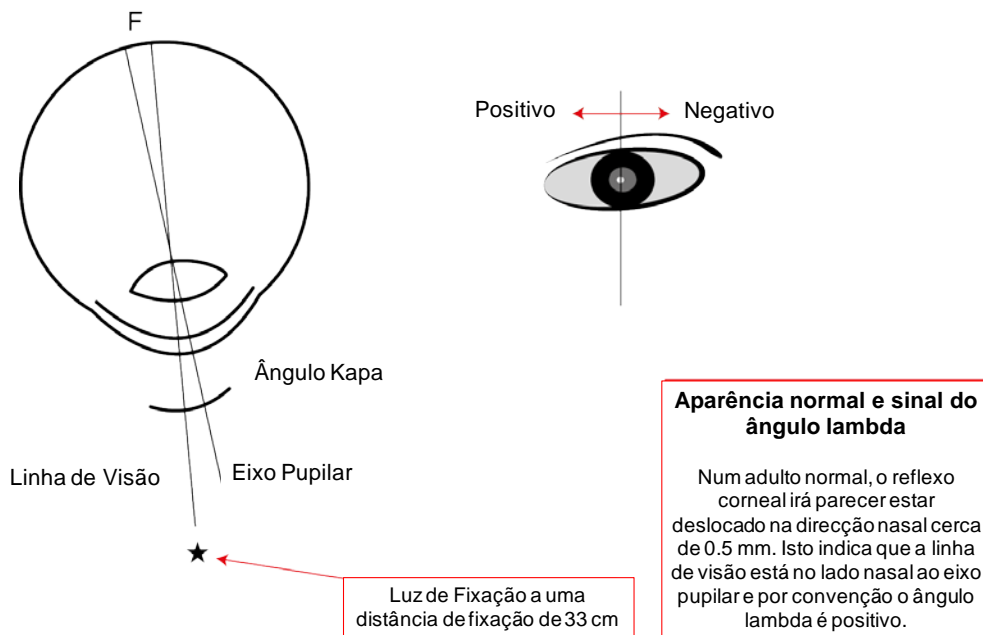 F
Positivo
Negativo
Ângulo Kapa
Linha de Visão
Eixo Pupilar
Luz de Fixação a uma
distância de fixação de 33 cm
Aparência normal e sinal do
ângulo lambda
Num adulto normal, o reflexo
corneal irá parecer estar
deslocado na direcção nasal cerca
de 0.5 mm. Isto indica que a linha
de visão está no lado nasal ao eixo
pupilar e por convenção o ângulo
lambda é positivo.